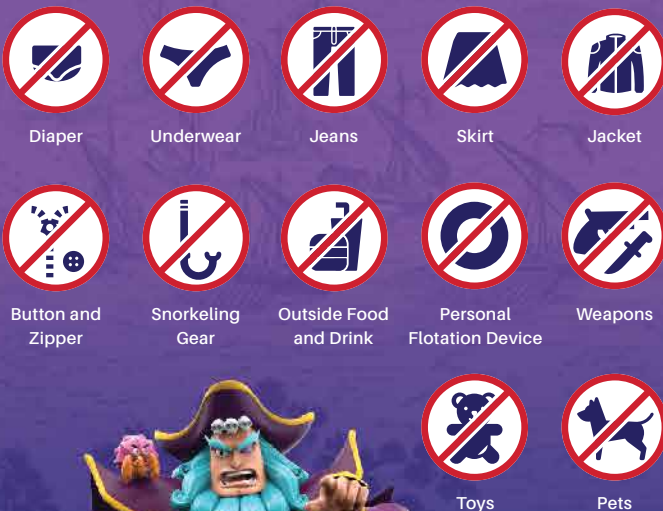 Diaper
Underwear
Jeans
Skirt
Jacket
Button and
Zipper
Snorkeling
Gear
Outside Food
and Drink
Personal
Flotation Device
Weapons
Toys
Pets